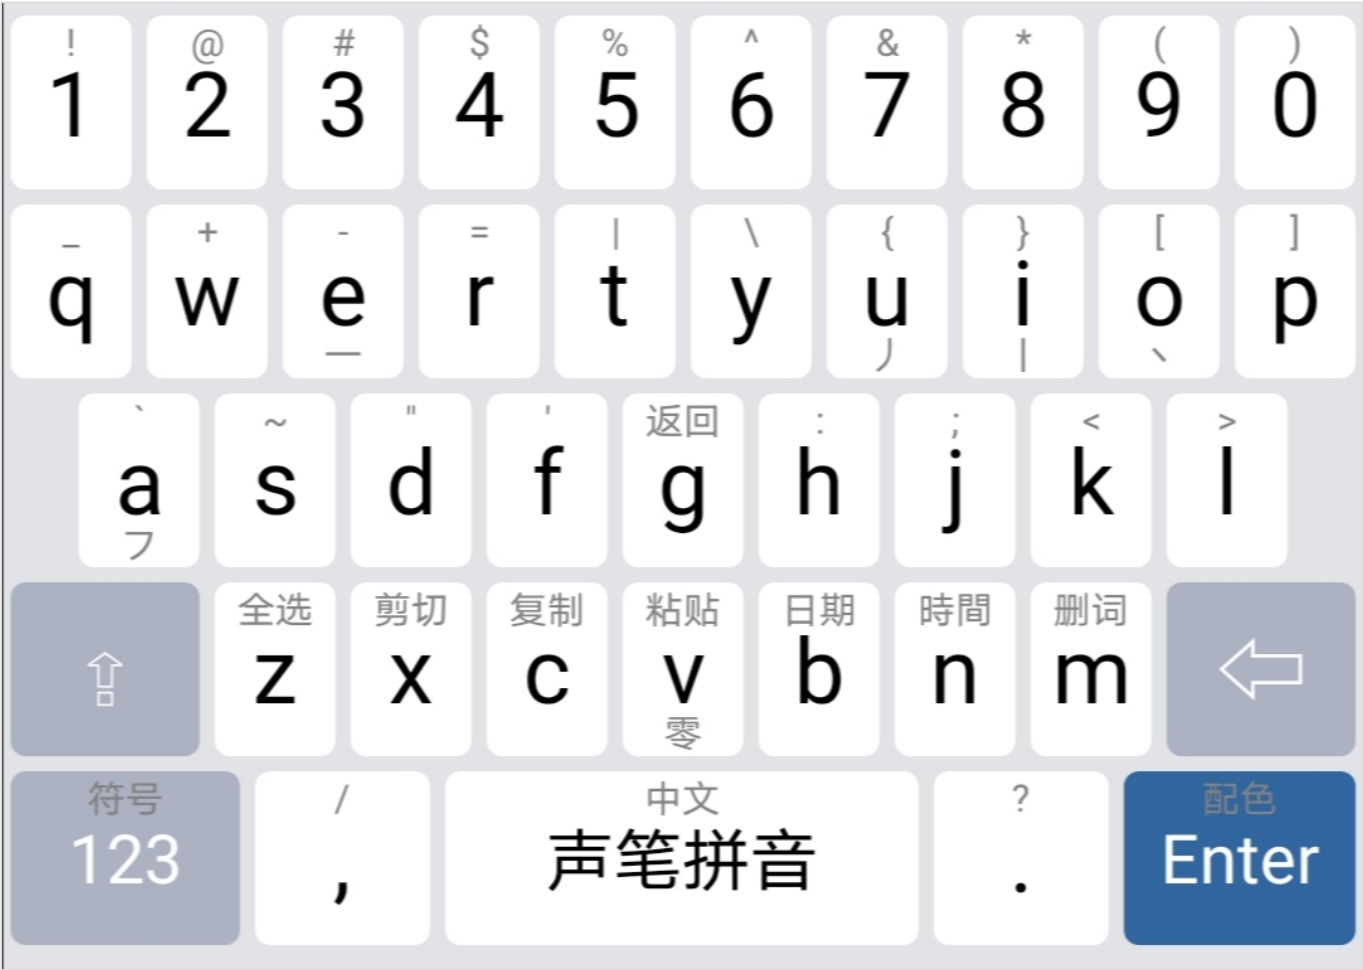 ! @ # $ % ^ & * ( )
1 2 3 4 5 6 7 8 9 0
_ + - = | \ { } [ ]
q w e r t y u i o p
一 丿 丨 丶
` ~ " ' 返回 : ; < >
a s d f g h j k l
フ
全选 剪切 复制 粘贴 日期 時間 删词
z x c v b n m
零
符号 / 中文 ? 配色
123 , 声笔拼音 . Enter